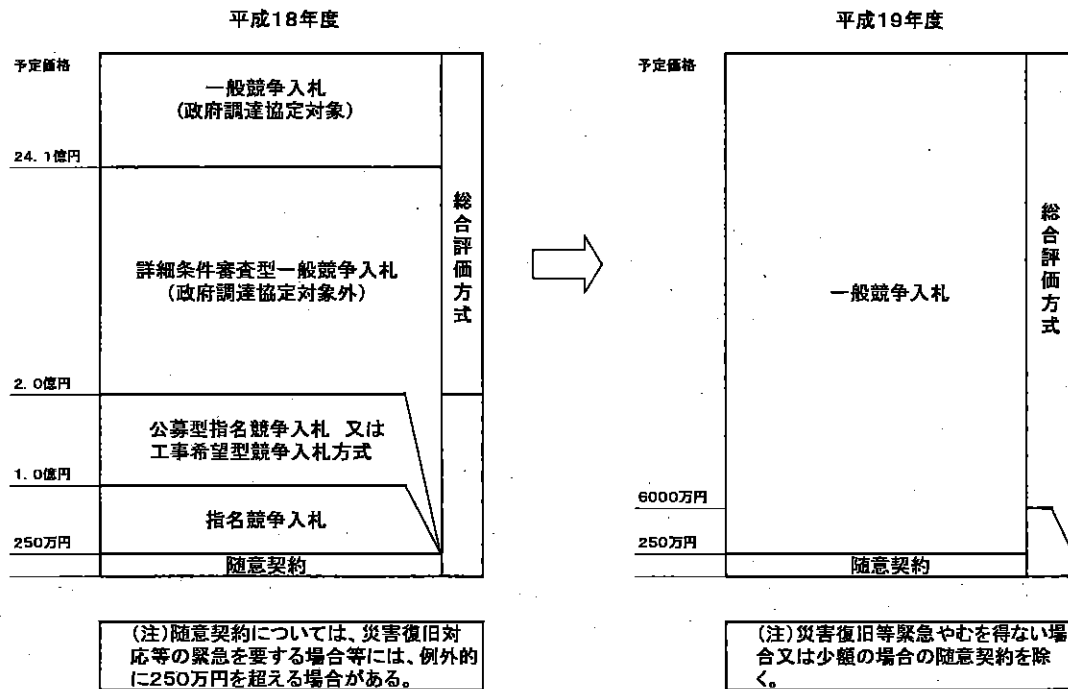 平成18年度
予定価格
一般競争入札
(政府調達協定対象)
24.1億円
詳細条件審査型一般競争入札
(政府調達協定対象外)
総合評価方式
2.0億円
公募型指名競争入札 又は
工事希望型競争入札方式
1.0億円
指名競争入札
250万円
随意契約
(注)随意契約については、災害復旧対
応等の緊急を要する場合等には、例外的
に250万円を超える場合がある。
平成19年度
予定価格
一般競争入札
総合評価方式
6000万円
250万円
随意契約
(注)災害復旧等緊急やむを得ない場
合又は少額の場合の随意契約を除
く。